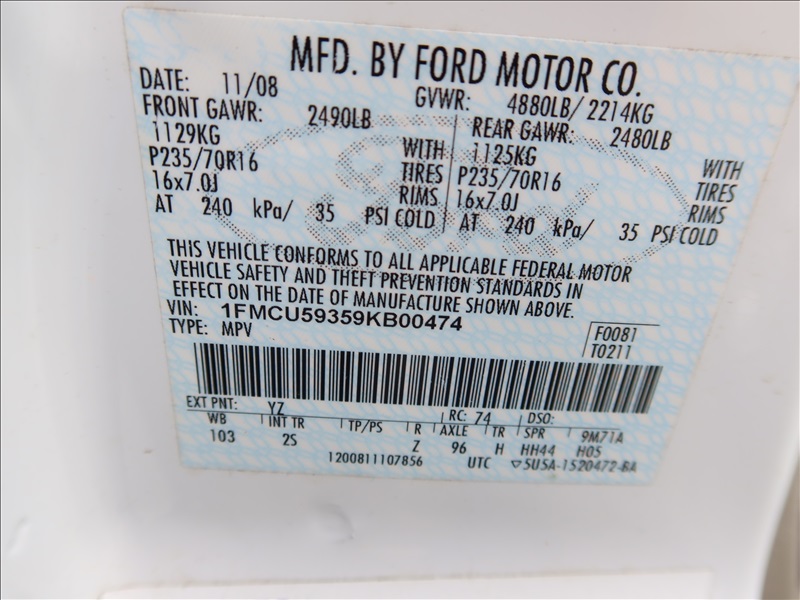 MFD. BY FORD MOTOR CO.
DATE: 11/08 GVWR: 4880LB/ 2214KG
FRONT GAWR: 2490LB REAR GAWR: 2480LB
1129KG WITH 1125KG WITH
P235/70R16 TIRES P235/70R16 TIRES
16x7.0J RIMS 16x7.0J RIMS
AT 240 kPa/ 35 PSI COLD AT 240 kPa/ 35 PSI COLD
THIS VEHICLE CONFORMS TO ALL APPLICABLE FEDERAL MOTOR
VEHICLE SAFETY AND THEFT PREVENTION STANDARDS IN
EFFECT ON THE DATE OF MANUFACTURE SHOWN ABOVE.
VIN: 1FMCU59359KB00474 F0081
TYPE: MPV T0211
EXT PNT: YZ RC: 74 DSO:
WB INT TR TP/PS R AXLE TR SPR 9M71A
103 2S Z 96 H HH44 H05
1200811107856 UTC ▽5U5A-1520472-BA